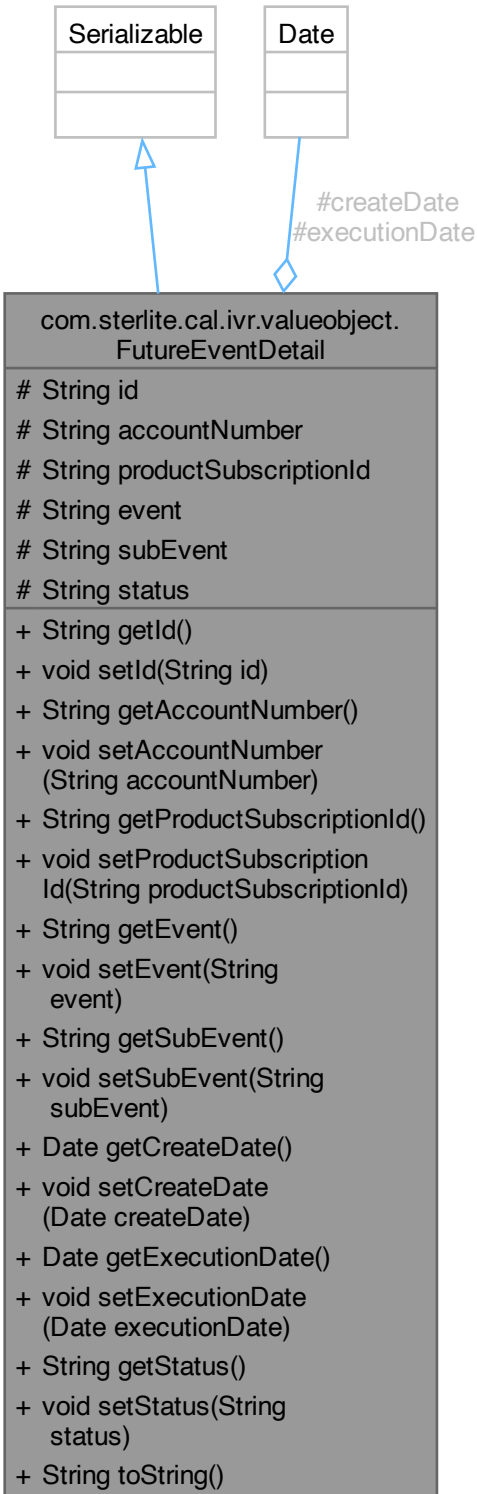 Serializable
Date
#createDate
#executionDate
com.sterlite.cal.ivr.valueobject.
FutureEventDetail
# String id
# String accountNumber
# String productSubscriptionId
# String event
# String subEvent
# String status
+ String getId()
+ void setId(String id)
+ String getAccountNumber()
+ void setAccountNumber
(String accountNumber)
+ String getProductSubscriptionId()
+ void setProductSubscription
Id(String productSubscriptionId)
+ String getEvent()
+ void setEvent(String
event)
+ String getSubEvent()
+ void setSubEvent(String
subEvent)
+ Date getCreateDate()
+ void setCreateDate
(Date createDate)
+ Date getExecutionDate()
+ void setExecutionDate
(Date executionDate)
+ String getStatus()
+ void setStatus(String
status)
+ String toString()